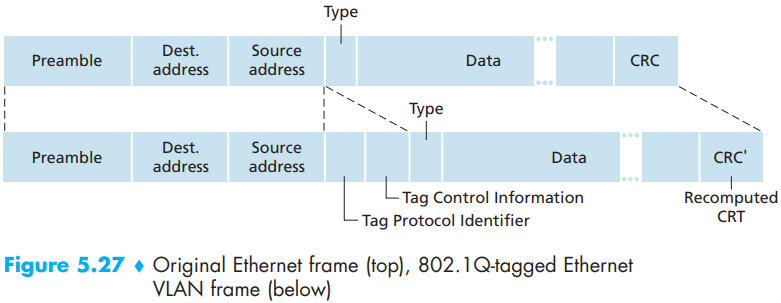 Type
Preamble
Dest.
address
Source
address
Data
CRC
Type
Preamble
Dest.
address
Source
address
Data
CRC'
Tag Control Information
Tag Protocol Identifier
Recomputed
CRT
Figure 5.27 ♦ Original Ethernet frame (top), 802.1Q-tagged Ethernet
VLAN frame (below)